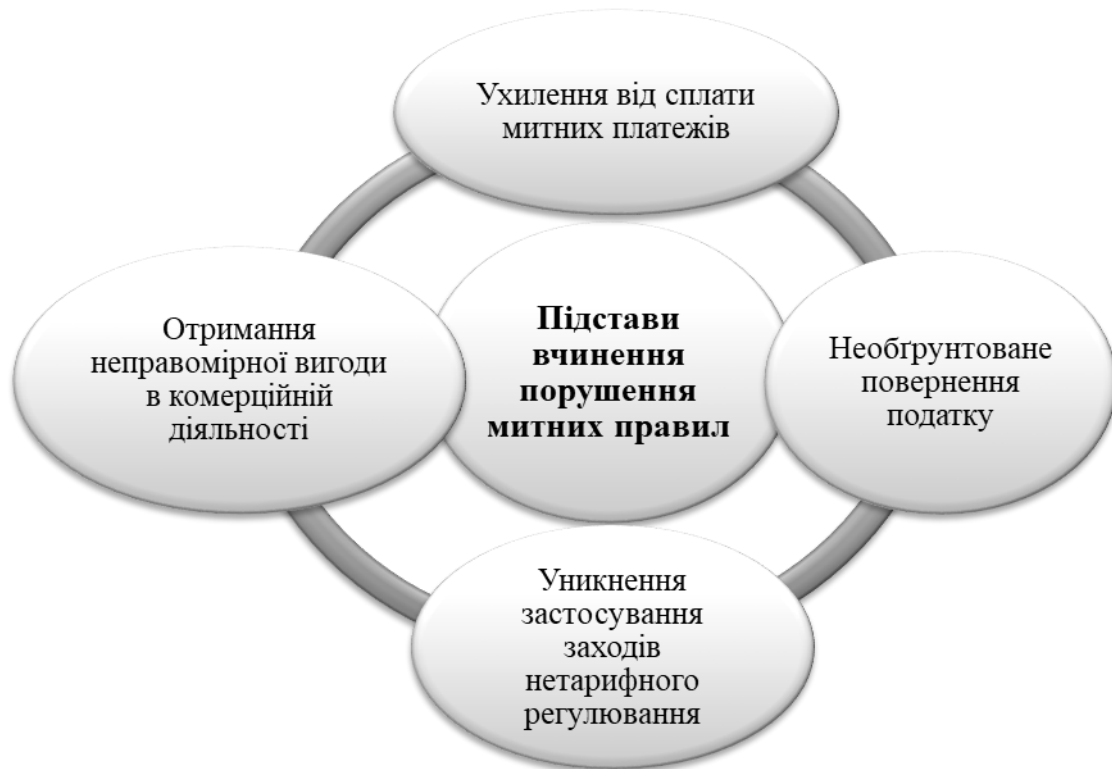 Ухилення від сплати
митних платежів
Отримання
неправомірної вигоди
в комерційній
діяльності
Підстави
вчинення
порушення
митних правил
Необґрунтоване
повернення
податку
Уникнення
застосування
заходів
нетарифного
регулювання